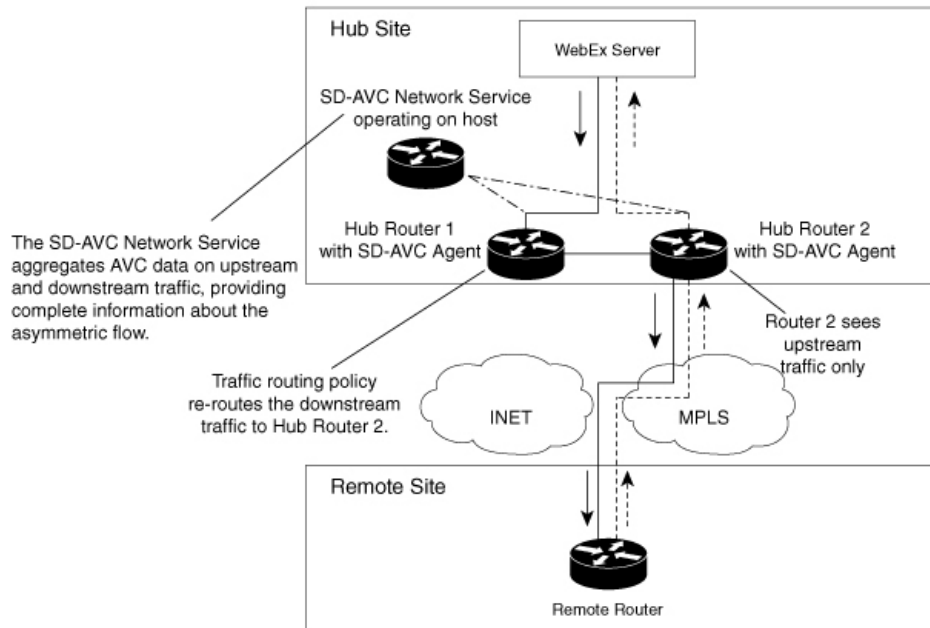 Hub Site
WebEx Server
SD-AVC Network Service
operating on host
The SD-AVC Network Service
aggregates AVC data on upstream
and downstream traffic, providing
complete information about the
asymmetric flow.
Hub Router 1
with SD-AVC Agent
Hub Router 2
with SD-AVC Agent
Router 2 sees
upstream
traffic only
Traffic routing policy
re-routes the downstream
traffic to Hub Router 2.
INET
MPLS
Remote Site
Remote Router